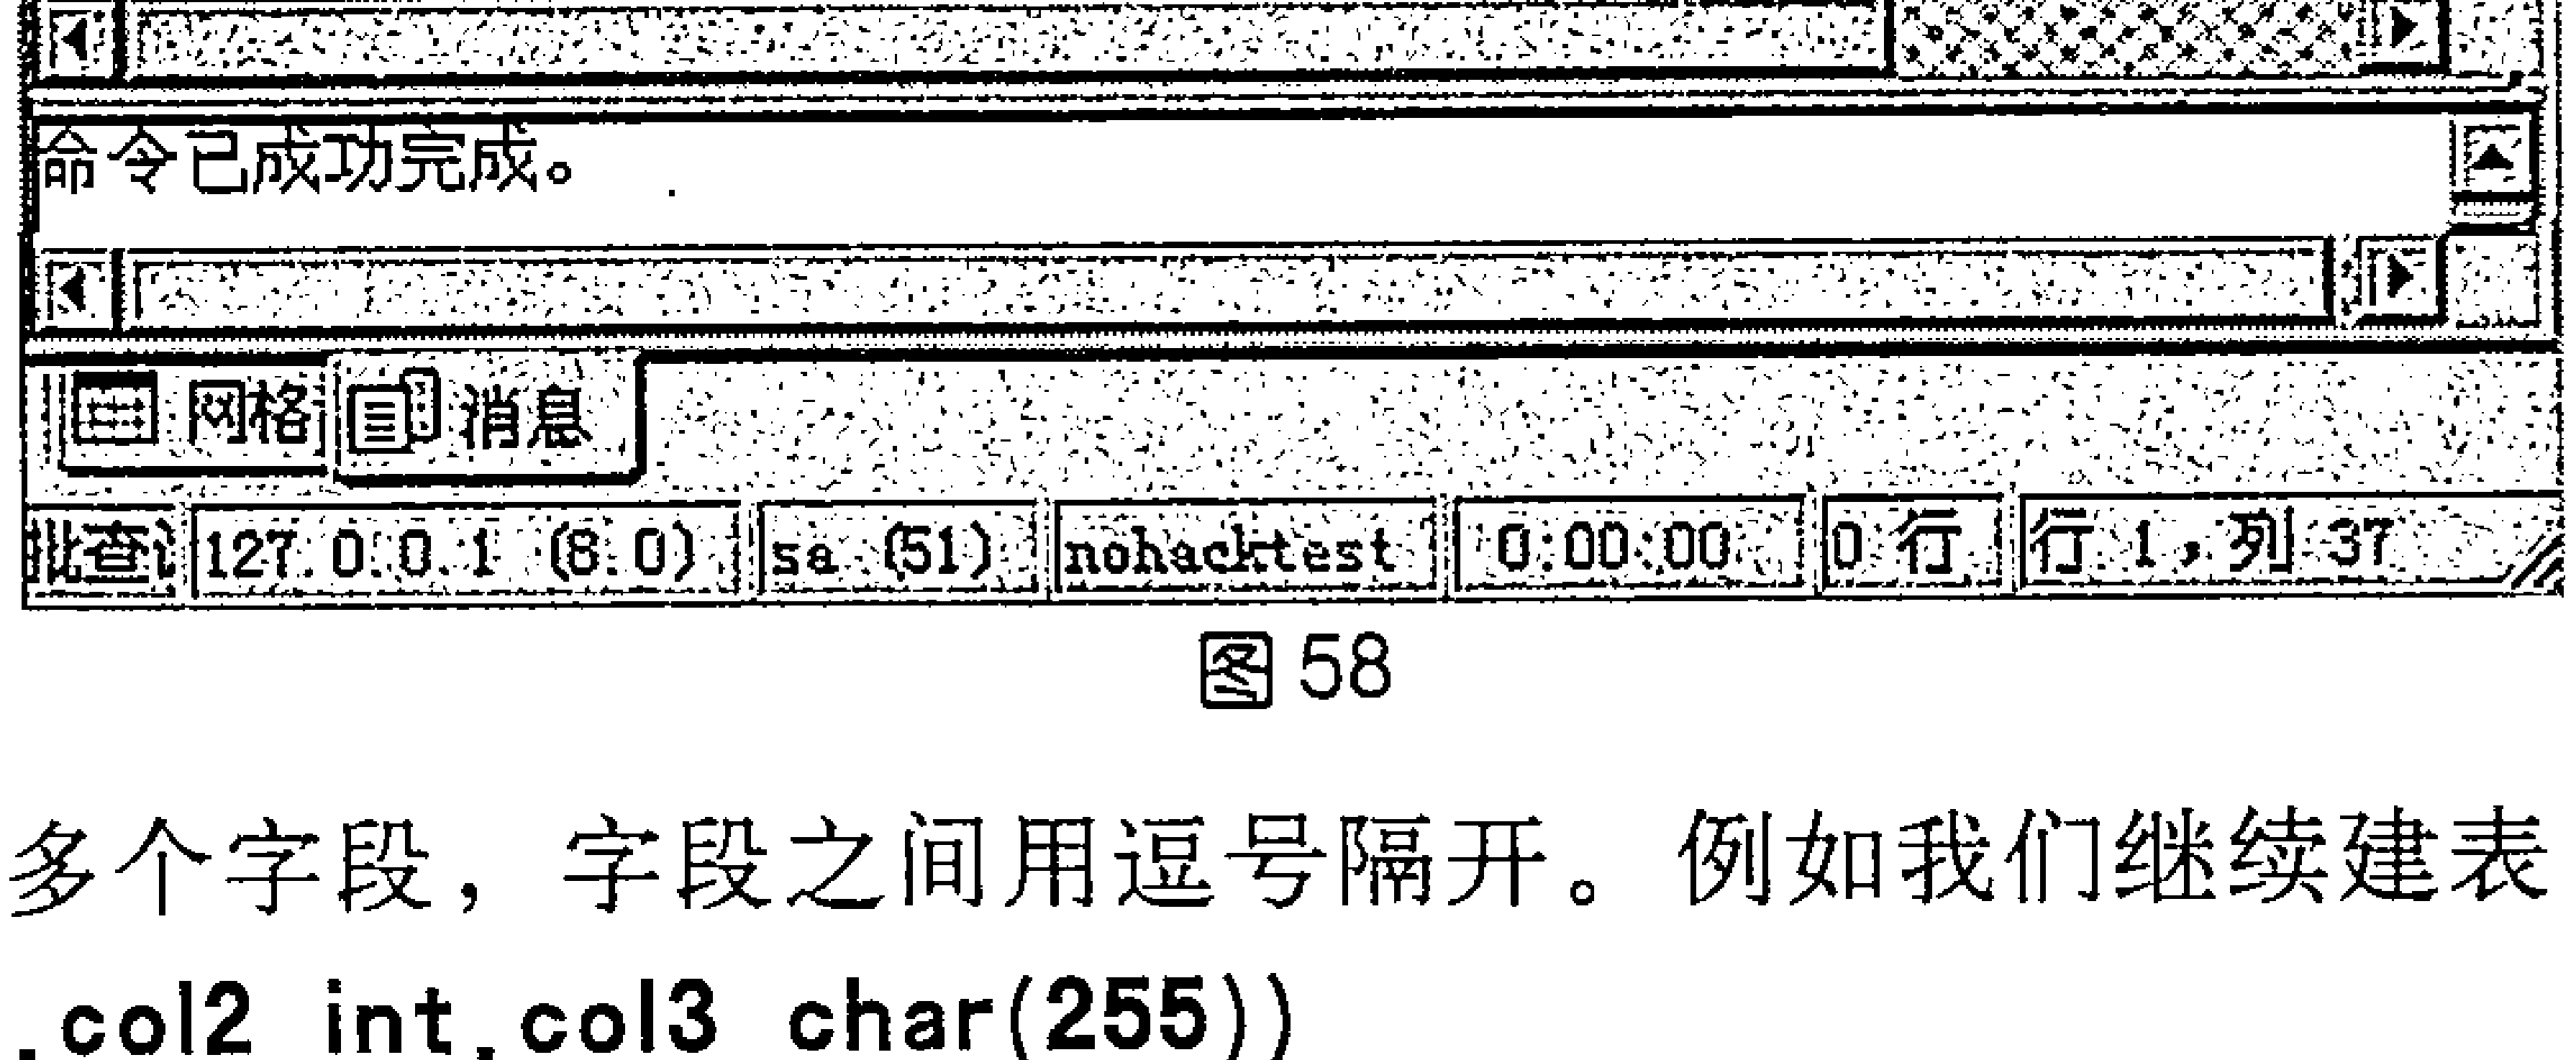 命令已成功完成。
网格 消息
批查 127.0.0.1 (8.0) sa (51) nohacktest 0:00:00 0 行 行 1，列 37
图 58
多个字段，字段之间用逗号隔开。例如我们继续建表
,col2 int,col3 char(255))